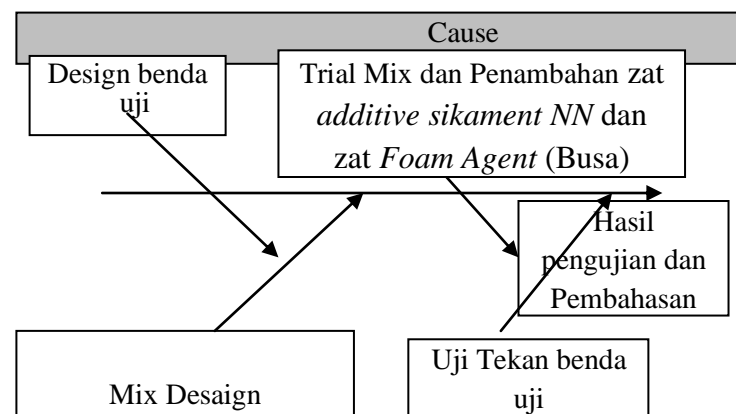 Cause
Design benda
uji
Trial Mix dan Penambahan zat
additive sikament NN dan
zat Foam Agent (Busa)
Hasil
pengujian dan
Pembahasan
Mix Desaign
Uji Tekan benda
uji